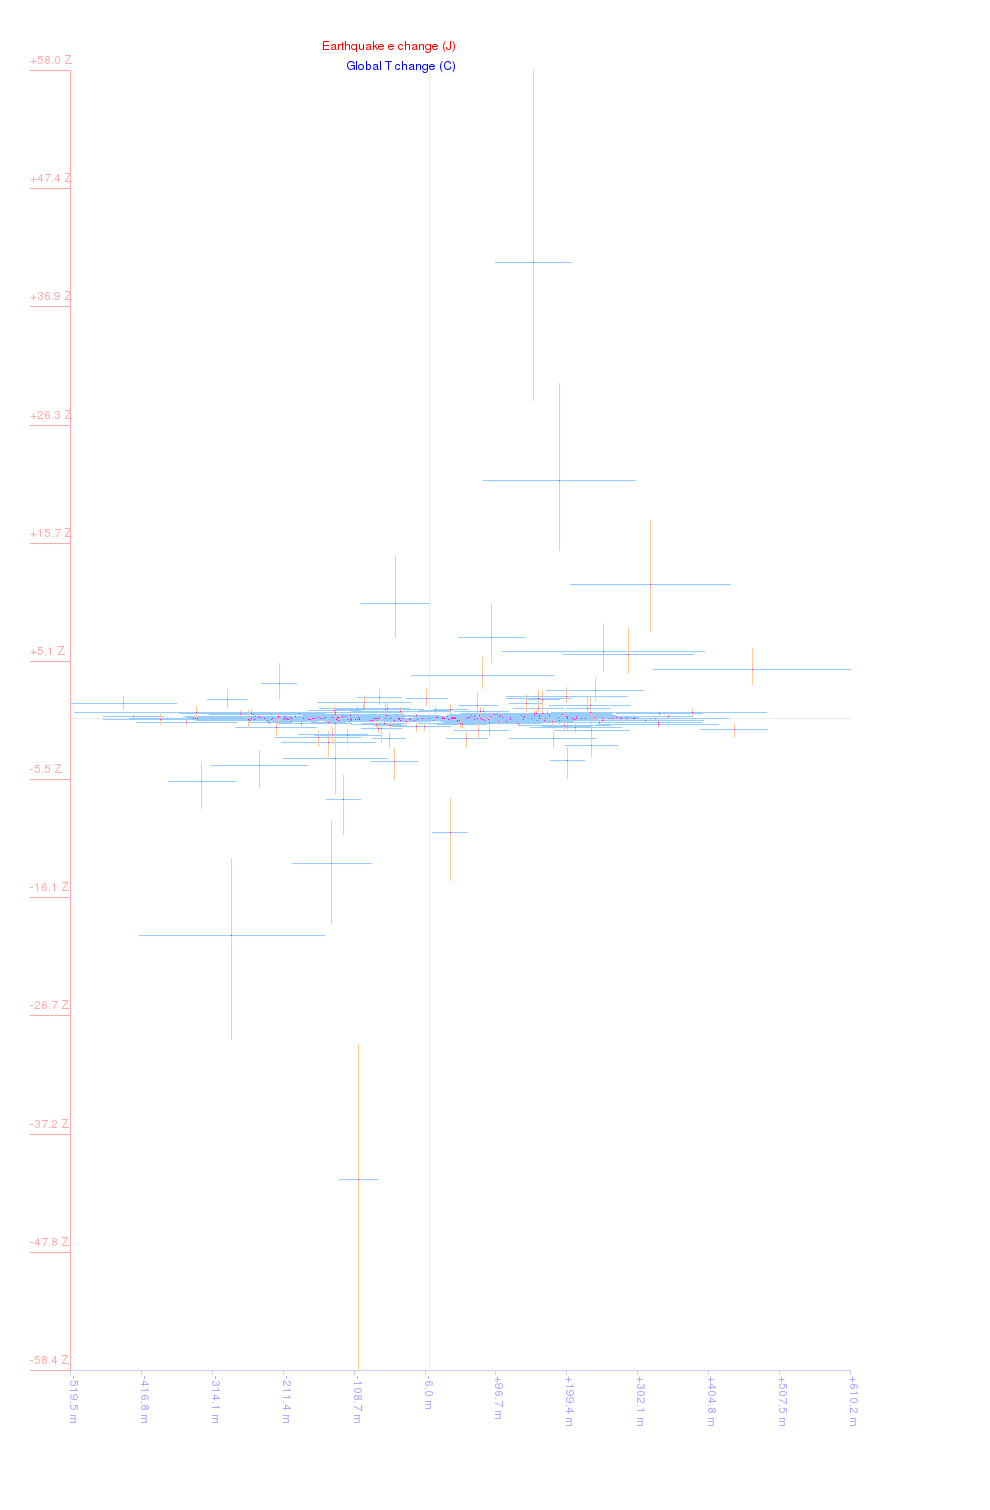 Earthquake e change (J)
Global T change (C)
+58.0 Z
+47.4 Z
+36.9 Z
+26.3 Z
+15.7 Z
+5.1 Z
-5.5 Z
-16.1 Z
-26.7 Z
-37.2 Z
-47.8 Z
-58.4 Z
-519.5 m
-416.8 m
-314.1 m
-211.4 m
-108.7 m
-6.0 m
+96.7 m
+199.4 m
+302.1 m
+404.8 m
+507.5 m
+610.2 m